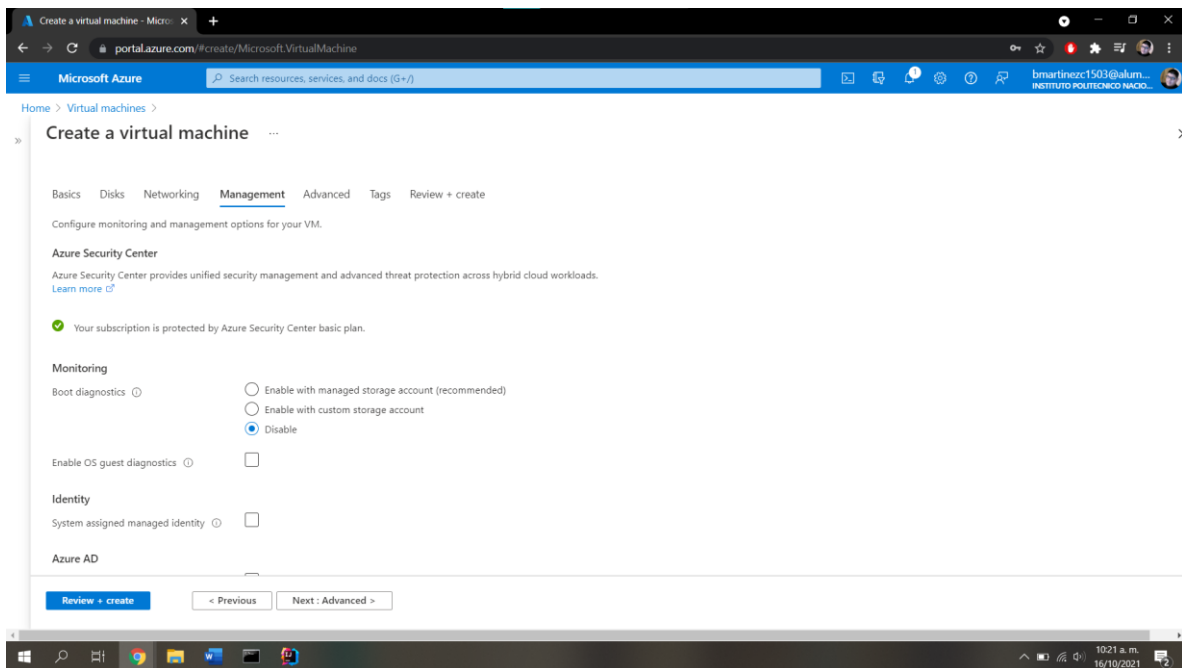 Create a virtual machine - Micros
portal.azure.com/#create/Microsoft.VirtualMachine
Microsoft Azure
Search resources, services, and docs (G+/)
1
bmartinezc1503@alum...
INSTITUTO POLITECNICO NACIO...
Home > Virtual machines >
Create a virtual machine ...
Basics Disks Networking Management Advanced Tags Review + create
Configure monitoring and management options for your VM.
Azure Security Center
Azure Security Center provides unified security management and advanced threat protection across hybrid cloud workloads.
Learn more
Your subscription is protected by Azure Security Center basic plan.
Monitoring
Boot diagnostics
Enable with managed storage account (recommended)
Enable with custom storage account
Disable
Enable OS guest diagnostics
Identity
System assigned managed identity
Azure AD
Review + create
< Previous
Next : Advanced >
10:21 a. m.
16/10/2021
2